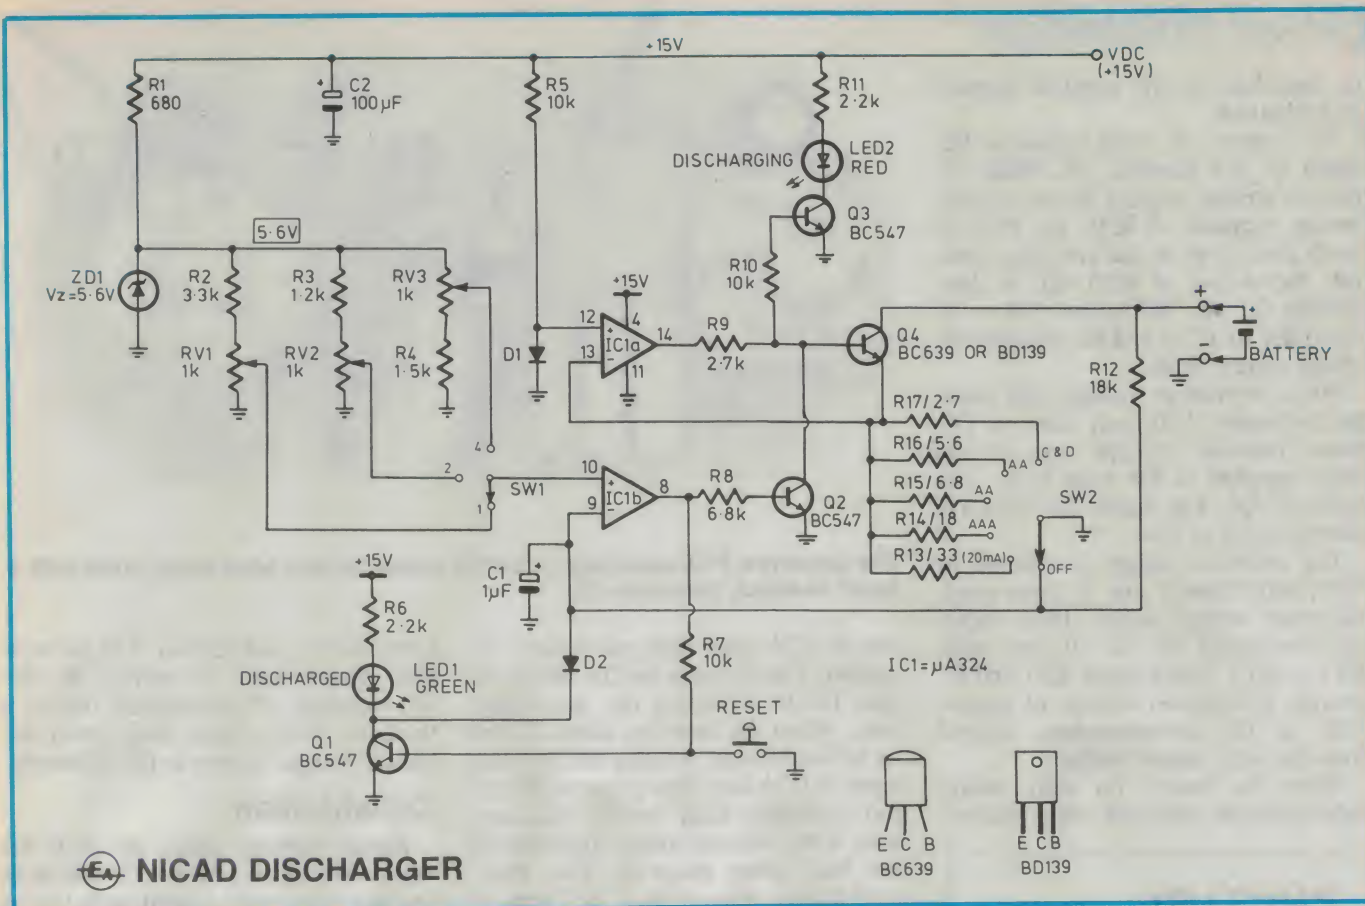 +15V
VDC
(+15V)
R1
680
C2
100µF
+
R5
10k
R11
2·2k
DISCHARGING
LED2
RED
Q3
BC547
5·6V
ZD1
Vz=5·6V
R2
3·3k
R3
1·2k
RV3
1k
R10
10k
+15V
RV1
1k
RV2
1k
R4
1·5k
D1
12
13
+
IC1a
−
4
11
14
R9
2.7k
Q4
BC639 OR BD139
+
−
+
BATTERY
R12
18k
R17/2·7
R16/5·6
R15/6·8
R14/18
R13/33 (20mA)
C & D
AA
AA
AAA
SW2
OFF
4
2
1
SW1
10
9
+
IC1b
−
8
R8
6.8k
Q2
BC547
C1
1µF
+
+15V
R6
2·2k
DISCHARGED
LED1
GREEN
D2
R7
10k
IC1=µA324
RESET
Q1
BC547
E C B
BC639
E C B
BD139
EA NICAD DISCHARGER